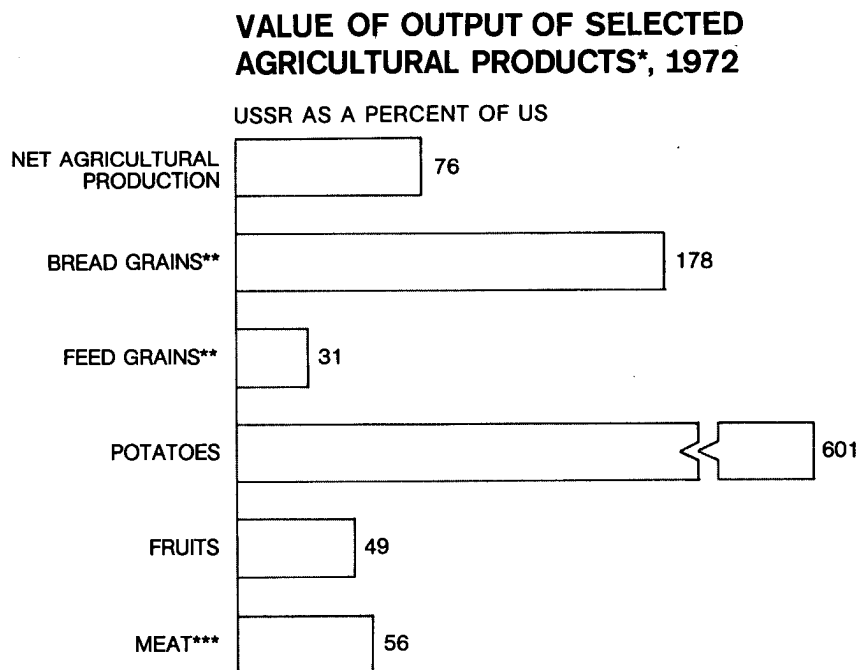 VALUE OF OUTPUT OF SELECTED
AGRICULTURAL PRODUCTS*, 1972
USSR AS A PERCENT OF US
NET AGRICULTURAL
PRODUCTION
76
BREAD GRAINS**
178
FEED GRAINS**
31
POTATOES
601
FRUITS
49
MEAT***
56